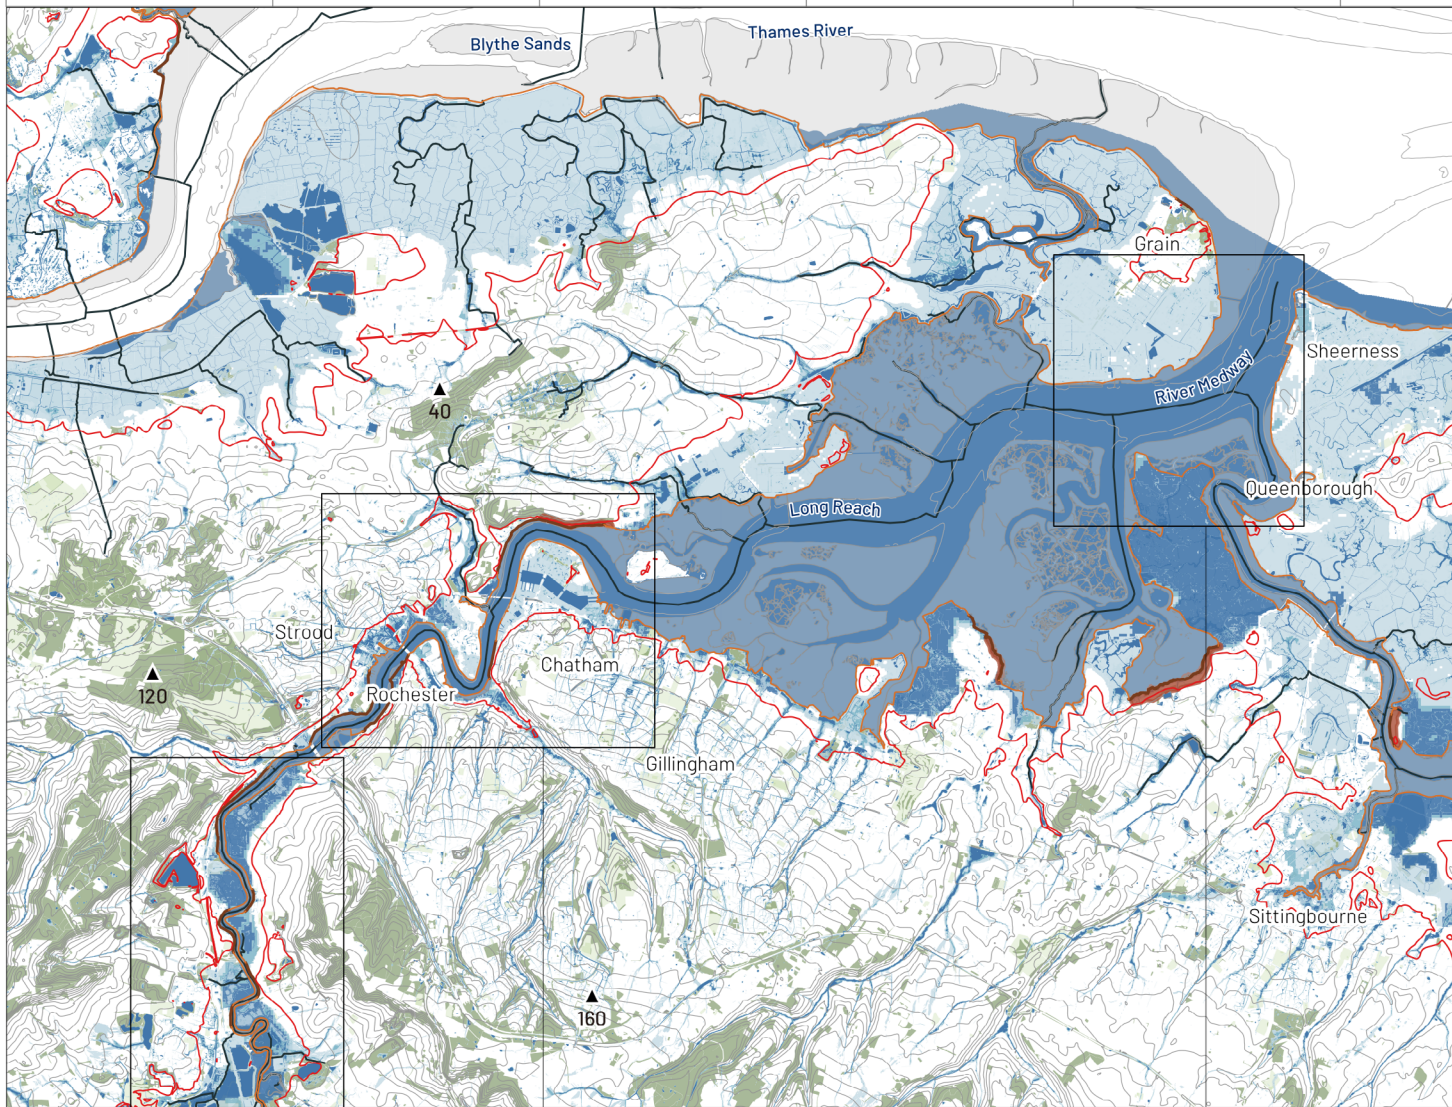 Thames River
Blythe Sands
Grain
Sheerness
River Medway
40
Queenborough
Long Reach
Strood
Chatham
120
Rochester
Gillingham
Sittingbourne
160